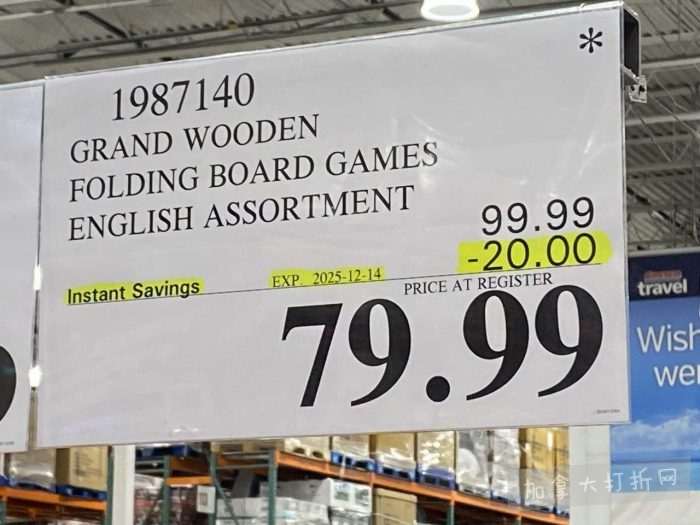 *
1987140
GRAND WOODEN
FOLDING BOARD GAMES
ENGLISH ASSORTMENT
99.99
-20.00
Instant Savings
EXP. 2025-12-14
PRICE AT REGISTER
79.99
travel
Wish
wer
加拿大打折网